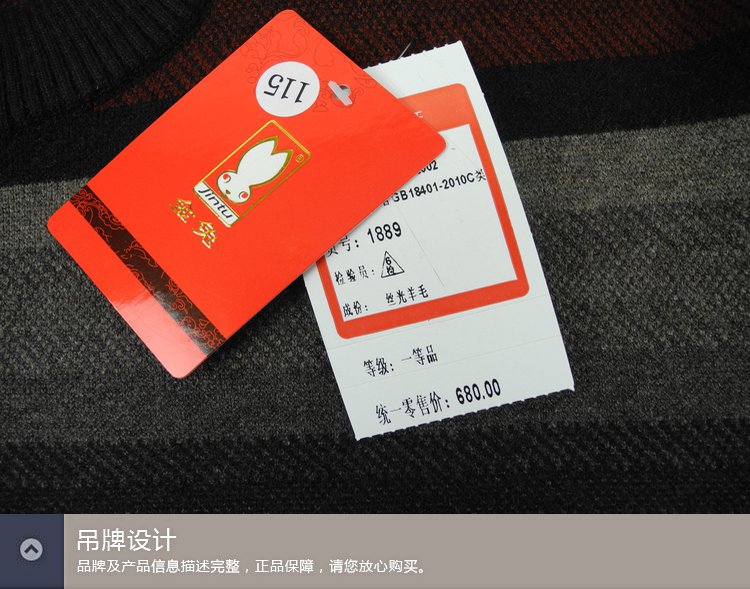 115
Jintu
金兔
002
GB18401-2010C类
货号：1889
检验员：
成份： 丝光羊毛
等级：一等品
统一零售价：680.00
吊牌设计
品牌及产品信息描述完整，正品保障，请您放心购买。